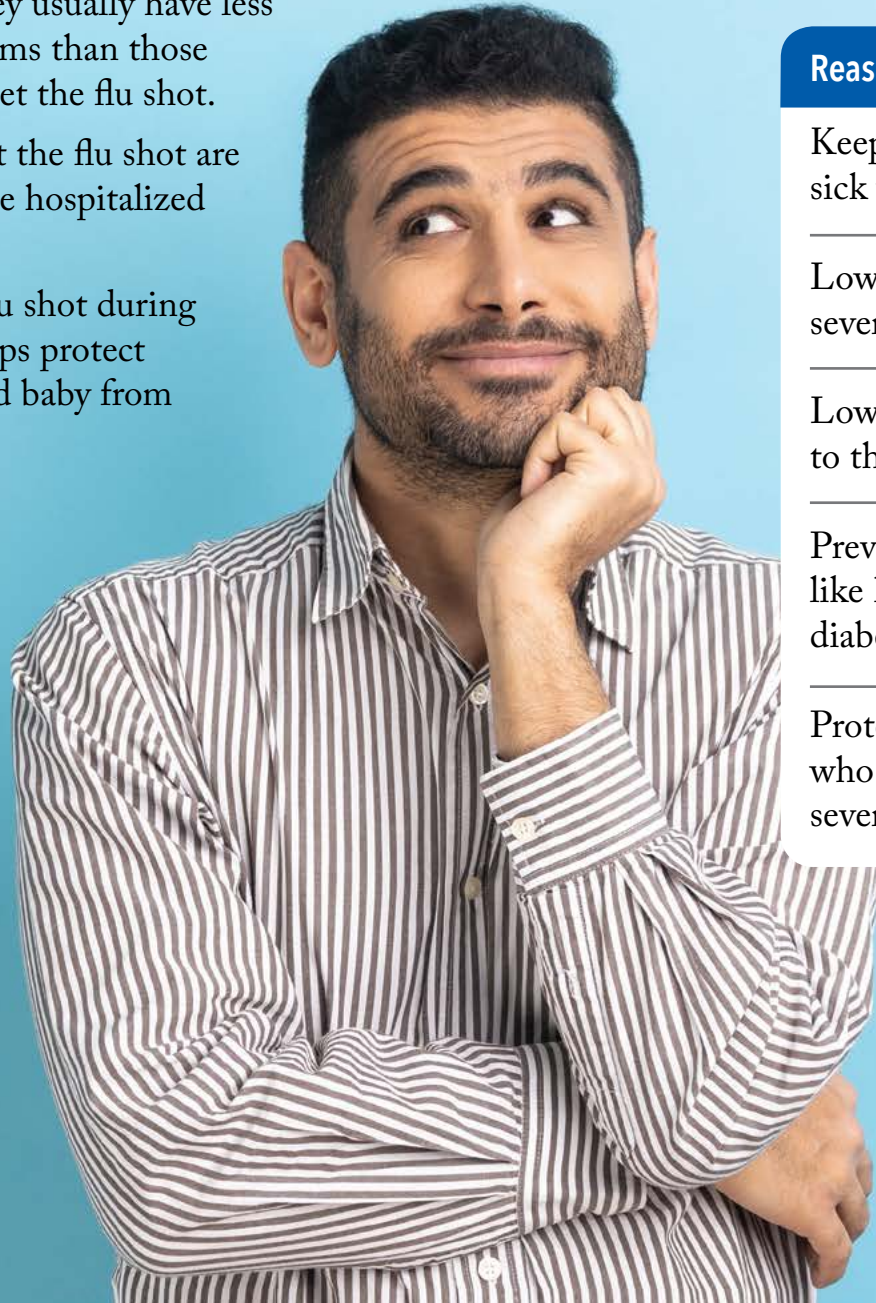 ey usually have less
ms than those
et the flu shot.
t the flu shot are
e hospitalized
u shot during
ps protect
d baby from
Reas
Keep
sick
Low
sever
Low
to th
Prev
like
diab
Prot
who
sever